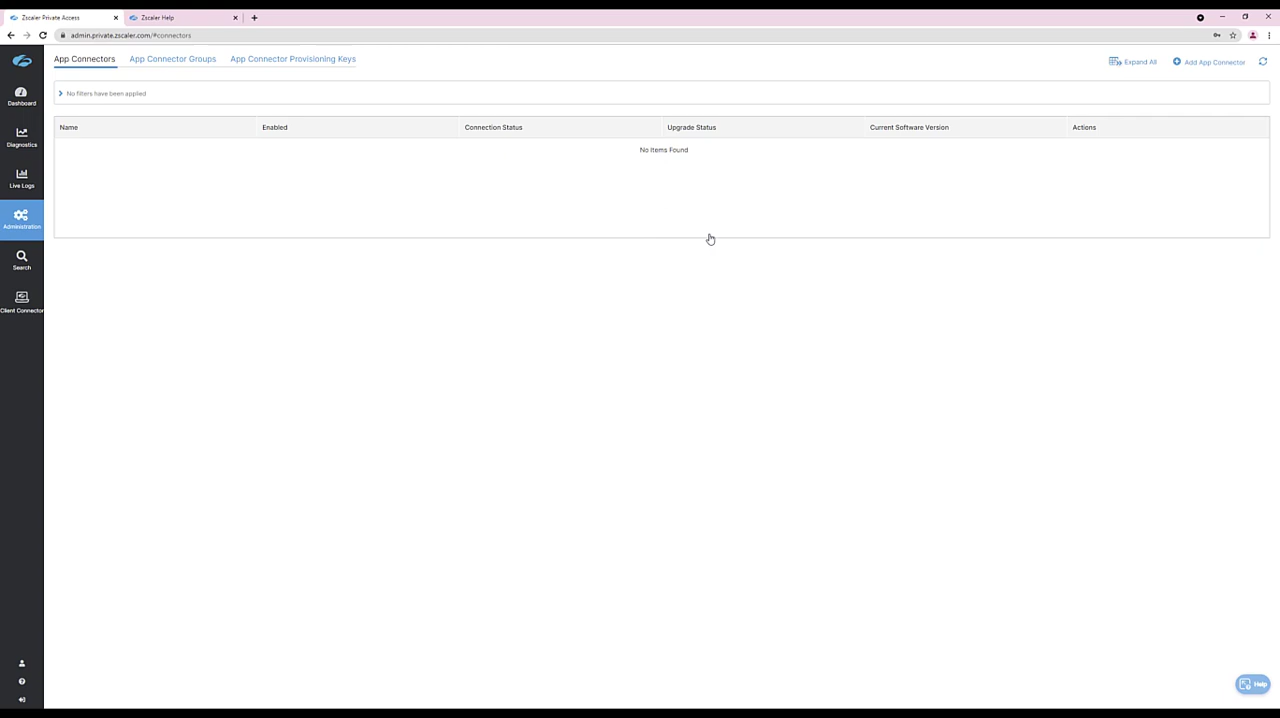 Zscaler Private Access
Zscaler Help
admin.private.zscaler.com/#connectors
Dashboard
Diagnostics
Live Logs
Administration
Search
Client Connector
App Connectors
App Connector Groups
App Connector Provisioning Keys
Expand All
Add App Connector
No filters have been applied
Name
Enabled
Connection Status
Upgrade Status
Current Software Version
Actions
No Items Found
Help